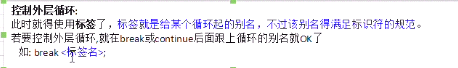 控制外层循环:
此时就得使用标签了，标签就是给某个循环起的别名，不过该别名得满足标识符的规范。
若要控制外层循环,就在break或continue后面跟上循环的别名就OK了
如: break <标签名>;